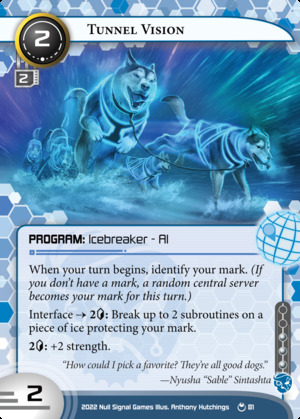 2
TUNNEL VISION
2
PROGRAM: Icebreaker - AI
When your turn begins, identify your mark. (If
you don't have a mark, a random central server
becomes your mark for this turn.)
Interface → 2: Break up to 2 subroutines on a
piece of ice protecting your mark.
2: +2 strength.
"How could I pick a favorite? They're all good dogs."
—Nyusha "Sable" Sintashta
2
2022 Null Signal Games Illus. Anthony Hutchings
81